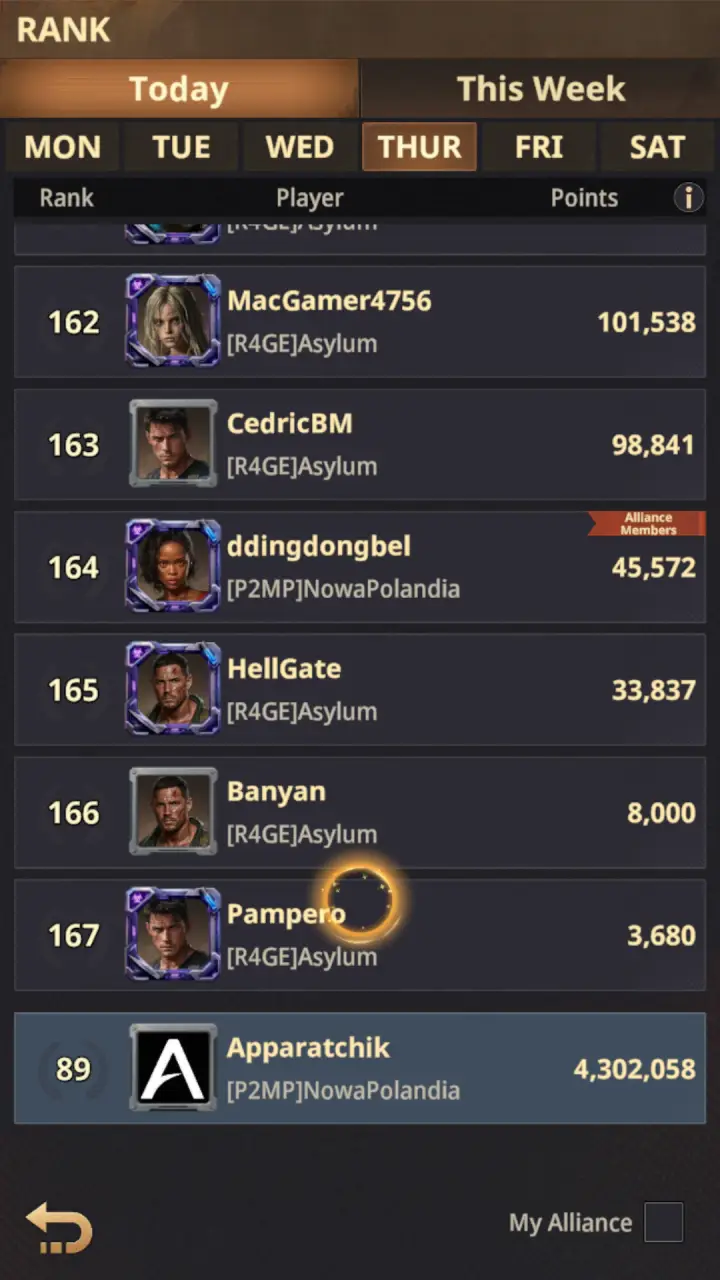 RANK
Today
This Week
MON
TUE
WED
THUR
FRI
SAT
Rank
Player
Points
[R4GE]Asylum
162
MacGamer4756
[R4GE]Asylum
101,538
163
CedricBM
[R4GE]Asylum
98,841
164
ddingdongbel
[P2MP]NowaPolandia
Alliance
Members
45,572
165
HellGate
[R4GE]Asylum
33,837
166
Banyan
[R4GE]Asylum
8,000
167
Pampero
[R4GE]Asylum
3,680
89
Apparatchik
[P2MP]NowaPolandia
4,302,058
My Alliance